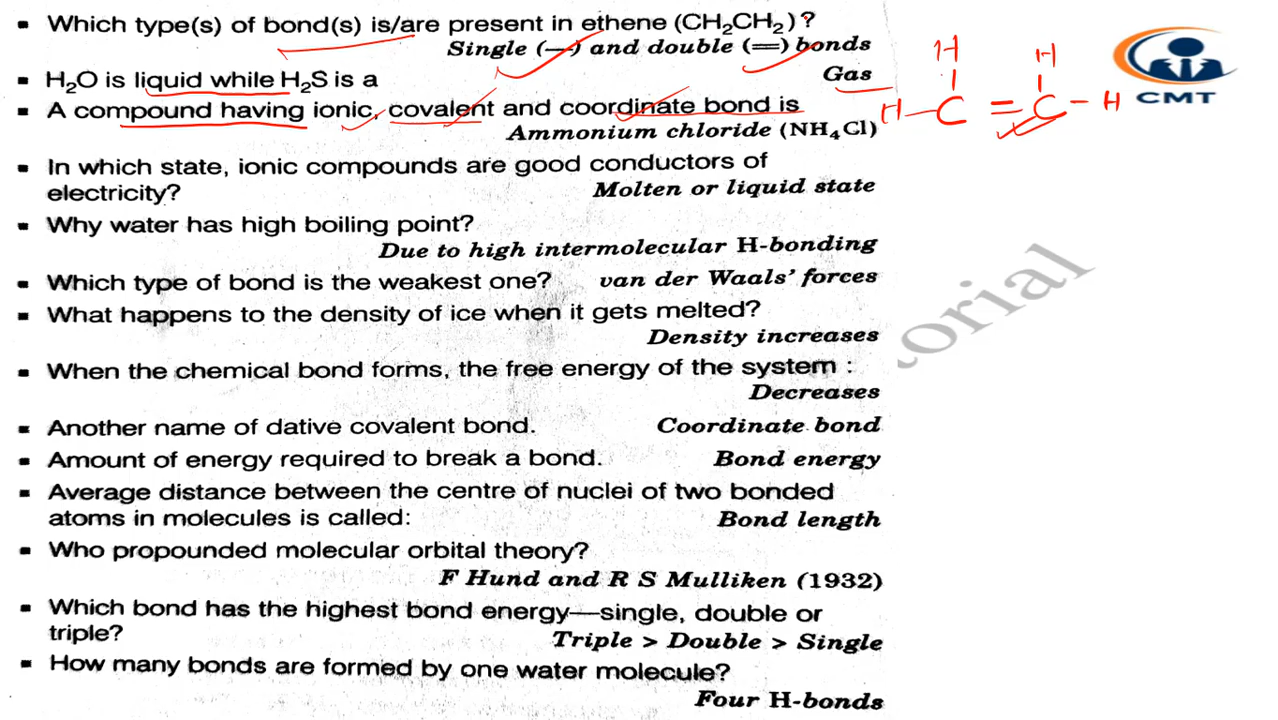 ▪ Which type(s) of bond(s) is/are present in ethene (CH₂CH₂)?
Single (—) and double (=) bonds
▪ H₂O is liquid while H₂S is a
Gas
▪ A compound having ionic, covalent and coordinate bond is
Ammonium chloride (NH₄Cl)
▪ In which state, ionic compounds are good conductors of
electricity?
Molten or liquid state
▪ Why water has high boiling point?
Due to high intermolecular H-bonding
▪ Which type of bond is the weakest one?
van der Waals' forces
▪ What happens to the density of ice when it gets melted?
Density increases
▪ When the chemical bond forms, the free energy of the system :
Decreases
▪ Another name of dative covalent bond.
Coordinate bond
▪ Amount of energy required to break a bond.
Bond energy
▪ Average distance between the centre of nuclei of two bonded
atoms in molecules is called:
Bond length
▪ Who propounded molecular orbital theory?
F Hund and R S Mulliken (1932)
▪ Which bond has the highest bond energy—single, double or
triple?
Triple > Double > Single
▪ How many bonds are formed by one water molecule?
Four H-bonds
H H
H—C = C – H
CMT
orial